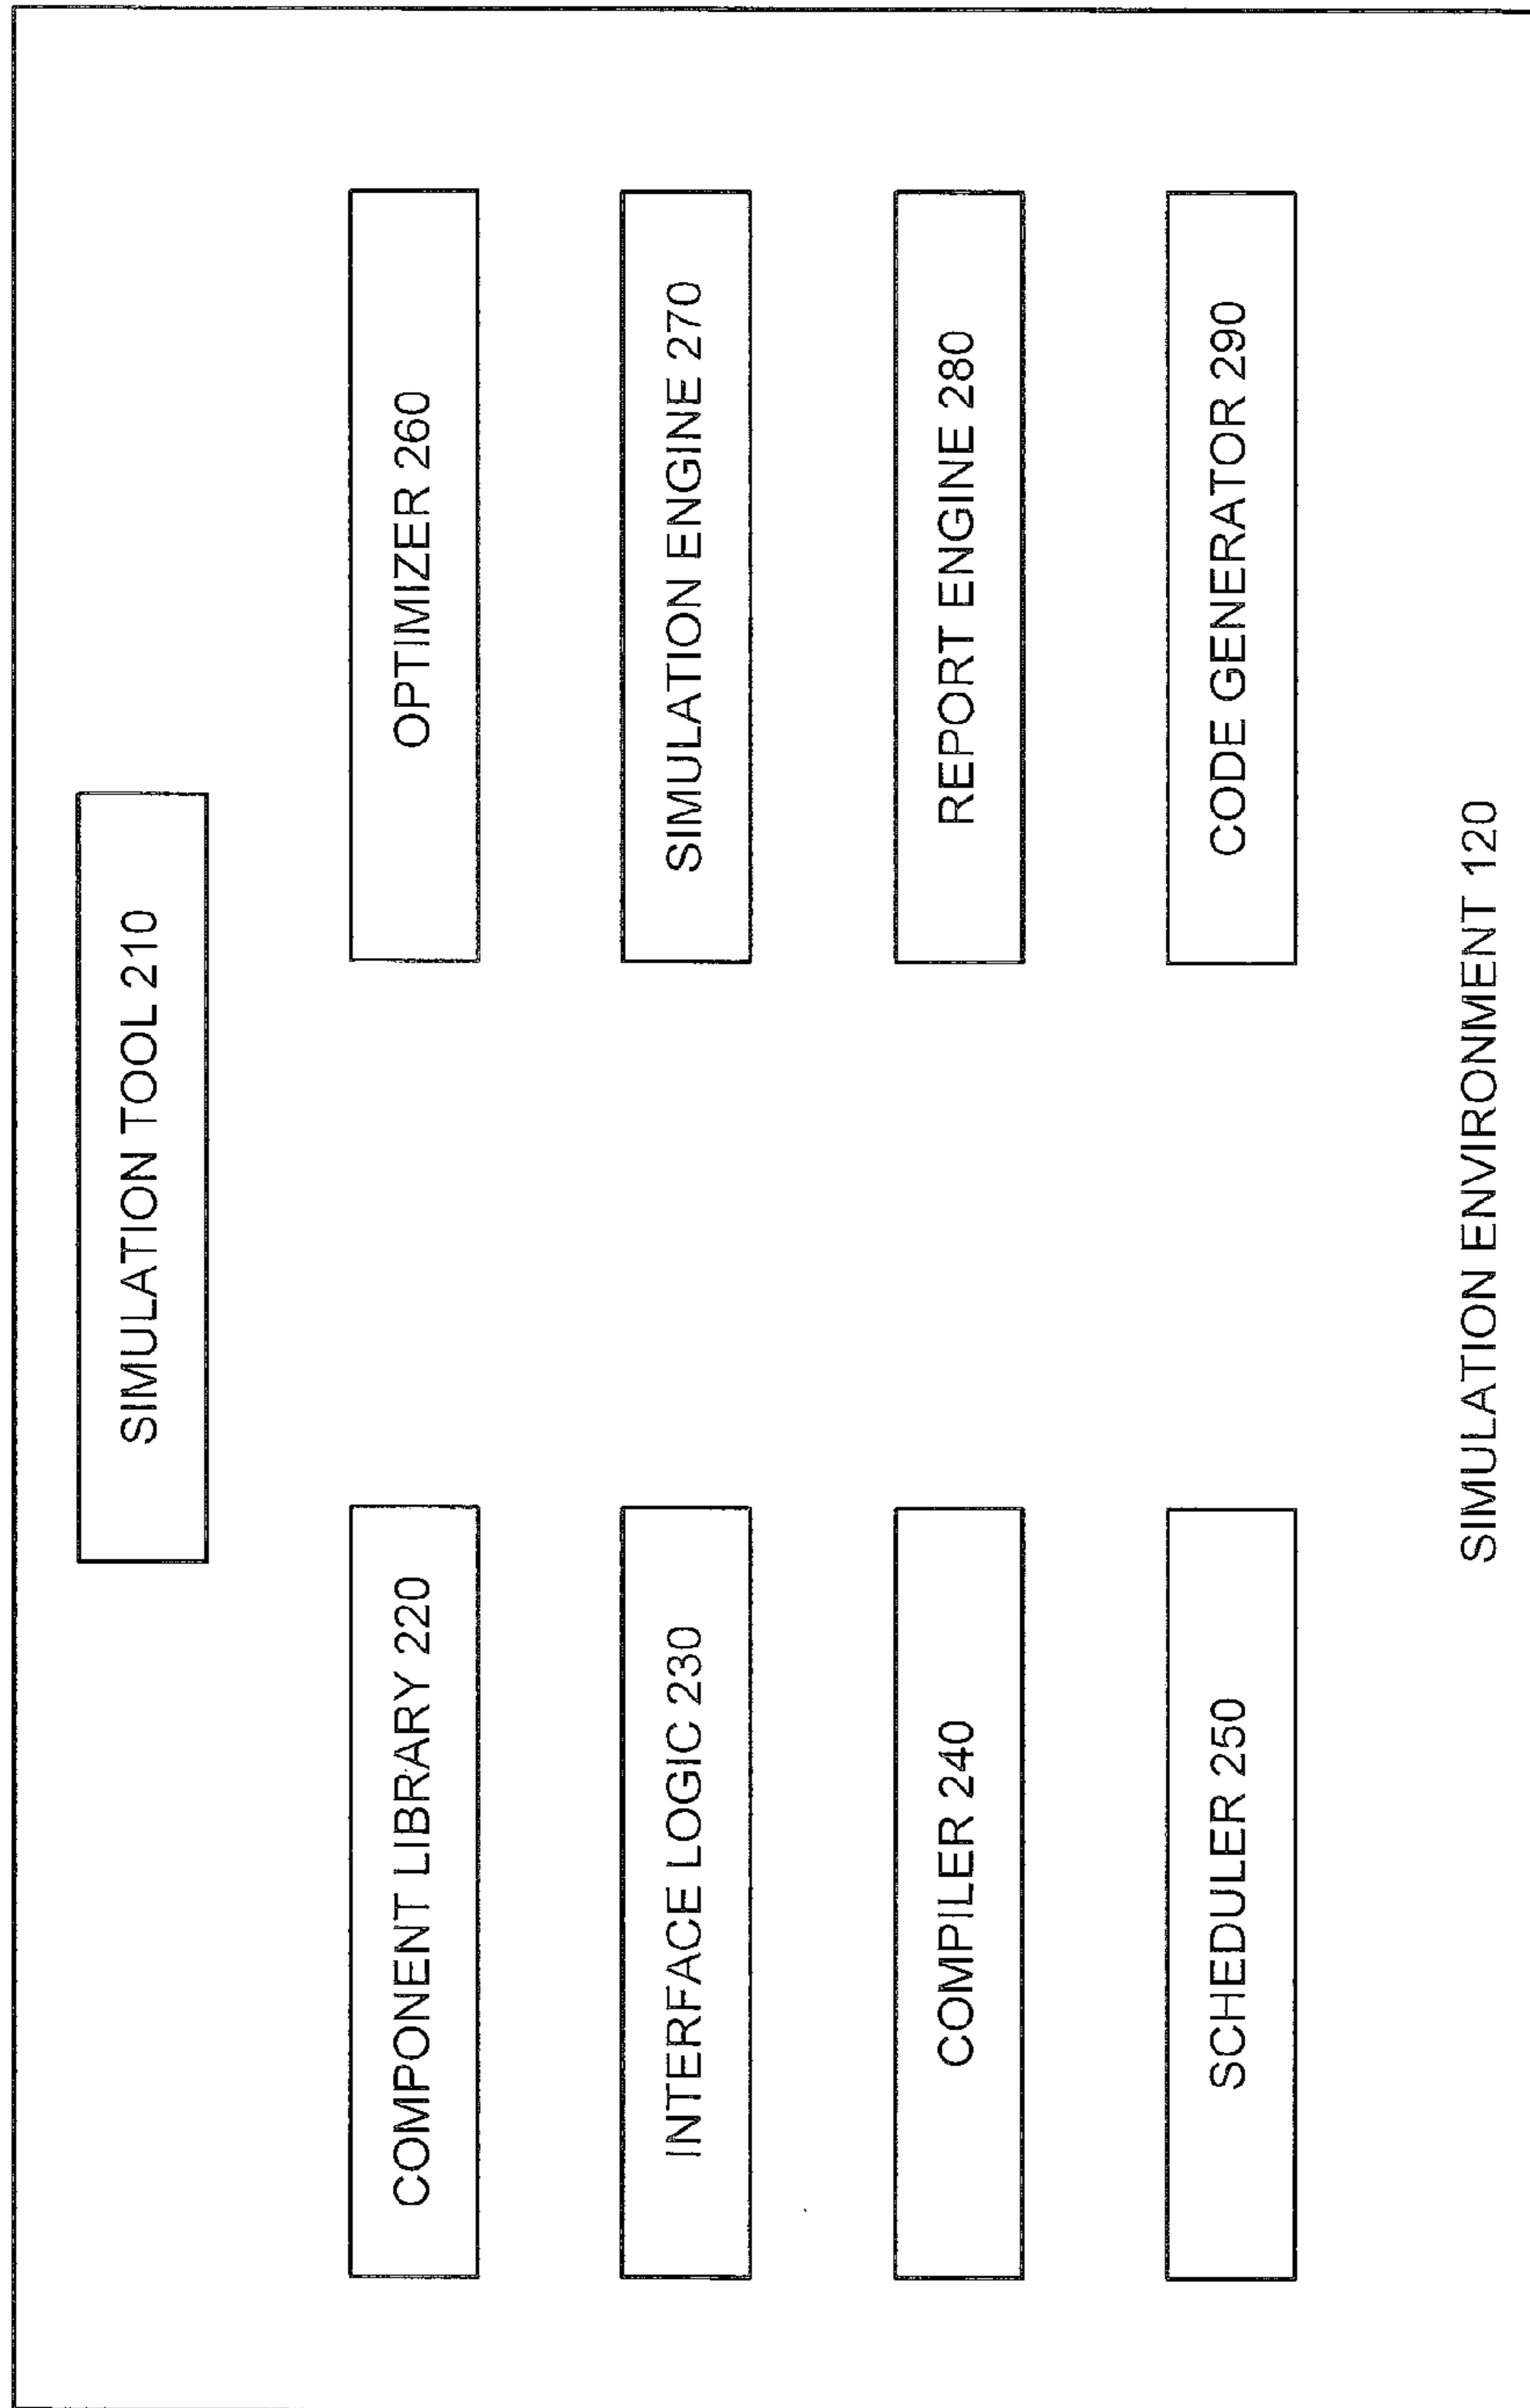 SIMULATION TOOL 210
COMPONENT LIBRARY 220
OPTIMIZER 260
INTERFACE LOGIC 230
SIMULATION ENGINE 270
COMPILER 240
REPORT ENGINE 280
SCHEDULER 250
CODE GENERATOR 290
SIMULATION ENVIRONMENT 120